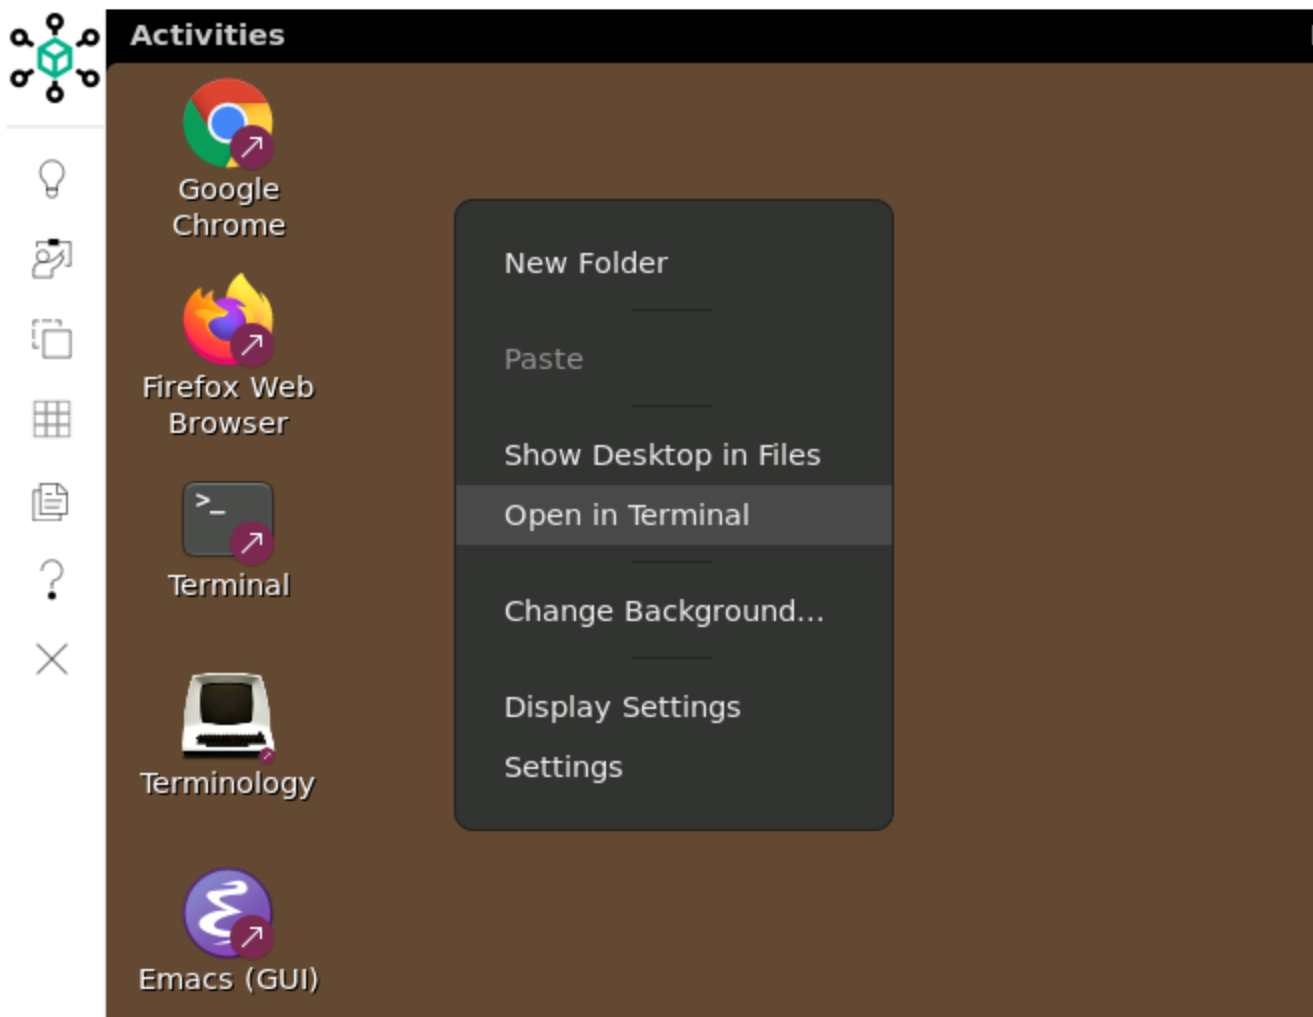 Activities
Google
Chrome
Firefox Web
Browser
>_
Terminal
Terminology
Emacs (GUI)
New Folder
Paste
Show Desktop in Files
Open in Terminal
Change Background...
Display Settings
Settings